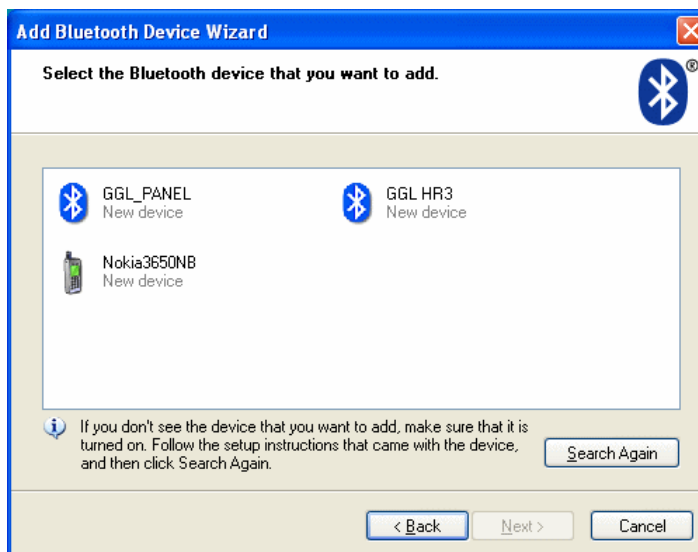 Add Bluetooth Device Wizard
Select the Bluetooth device that you want to add.
®
GGL_PANEL
New device
GGL HR3
New device
Nokia3650NB
New device
If you don't see the device that you want to add, make sure that it is
turned on. Follow the setup instructions that came with the device,
and then click Search Again.
Search Again
< Back
Next >
Cancel